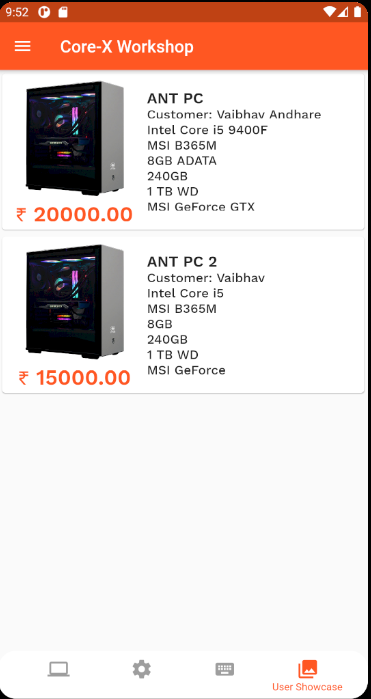 9:52
Core-X Workshop
ANT PC
Customer: Vaibhav Andhare
Intel Core i5 9400F
MSI B365M
8GB ADATA
240GB
1 TB WD
MSI GeForce GTX
₹ 20000.00
ANT PC 2
Customer: Vaibhav
Intel Core i5
MSI B365M
8GB
240GB
1 TB WD
MSI GeForce
₹ 15000.00
User Showcase